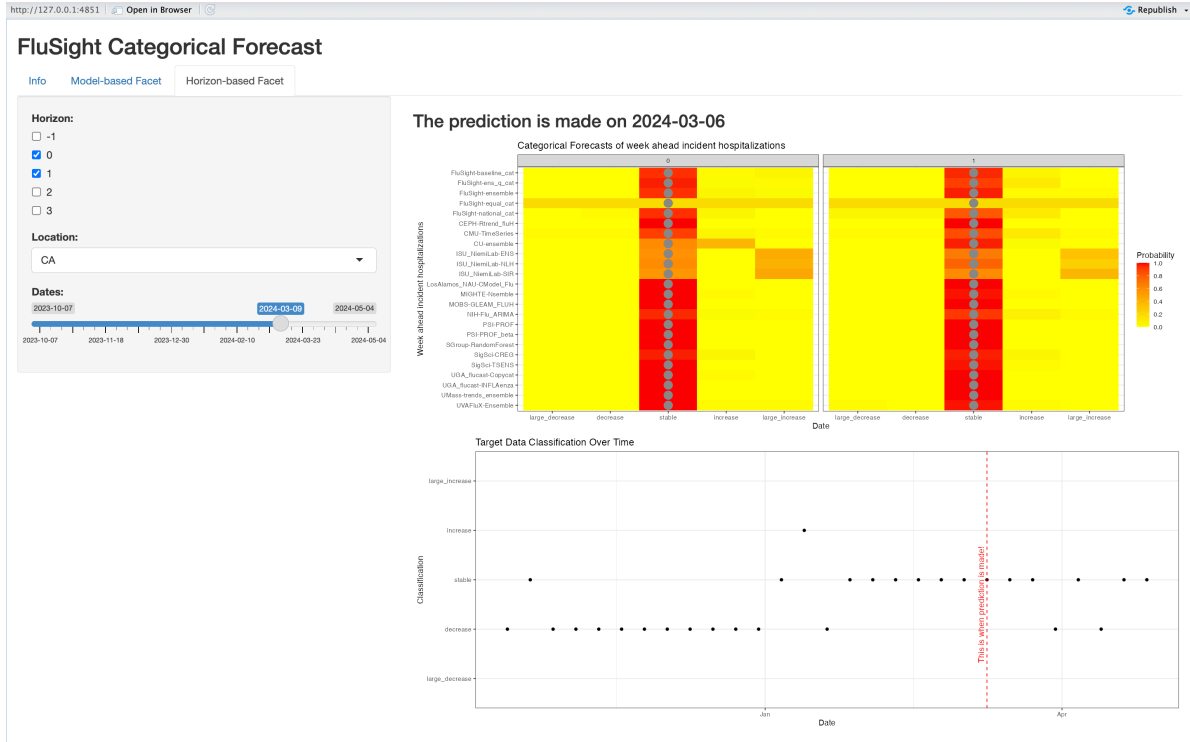 http://127.0.0.1:4851 Open in Browser Republish
FluSight Categorical Forecast
Info Model-based Facet Horizon-based Facet
Horizon:
-1
0
1
2
3
Location:
CA
Dates:
2023-10-07 2024-03-09 2024-05-04
2023-10-07 2023-11-18 2023-12-30 2024-02-10 2024-03-23 2024-05-04
The prediction is made on 2024-03-06
Categorical Forecasts of week ahead incident hospitalizations
0 1
Week ahead incident hospitalizations
FluSight-baseline_cat
FluSight-ens_q_cat
FluSight-ensemble
FluSight-equal_cat
FluSight-national_cat
CEPH-Rtrend_fluH
CMU-TimeSeries
CU-ensemble
ISU_NiemiLab-ENS
ISU_NiemiLab-NLH
ISU_NiemiLab-SIR
LosAlamos_NAU-CModel_Flu
MIGHTE-Nsemble
MOBS-GLEAM_FLUH
NIH-Flu_ARIMA
PSI-PROF
PSI-PROF_beta
SGroup-RandomForest
SigSci-CREG
SigSci-TSENS
UGA_flucast-Copycat
UGA_flucast-INFLAenza
UMass-trends_ensemble
UVAFluX-Ensemble
large_decrease decrease stable increase large_increase large_decrease decrease stable increase large_increase
Date
Probability
1.0
0.8
0.6
0.4
0.2
0.0
Target Data Classification Over Time
Classification
large_increase
increase
stable
decrease
large_decrease
This is when prediction is made!
Jan Apr
Date